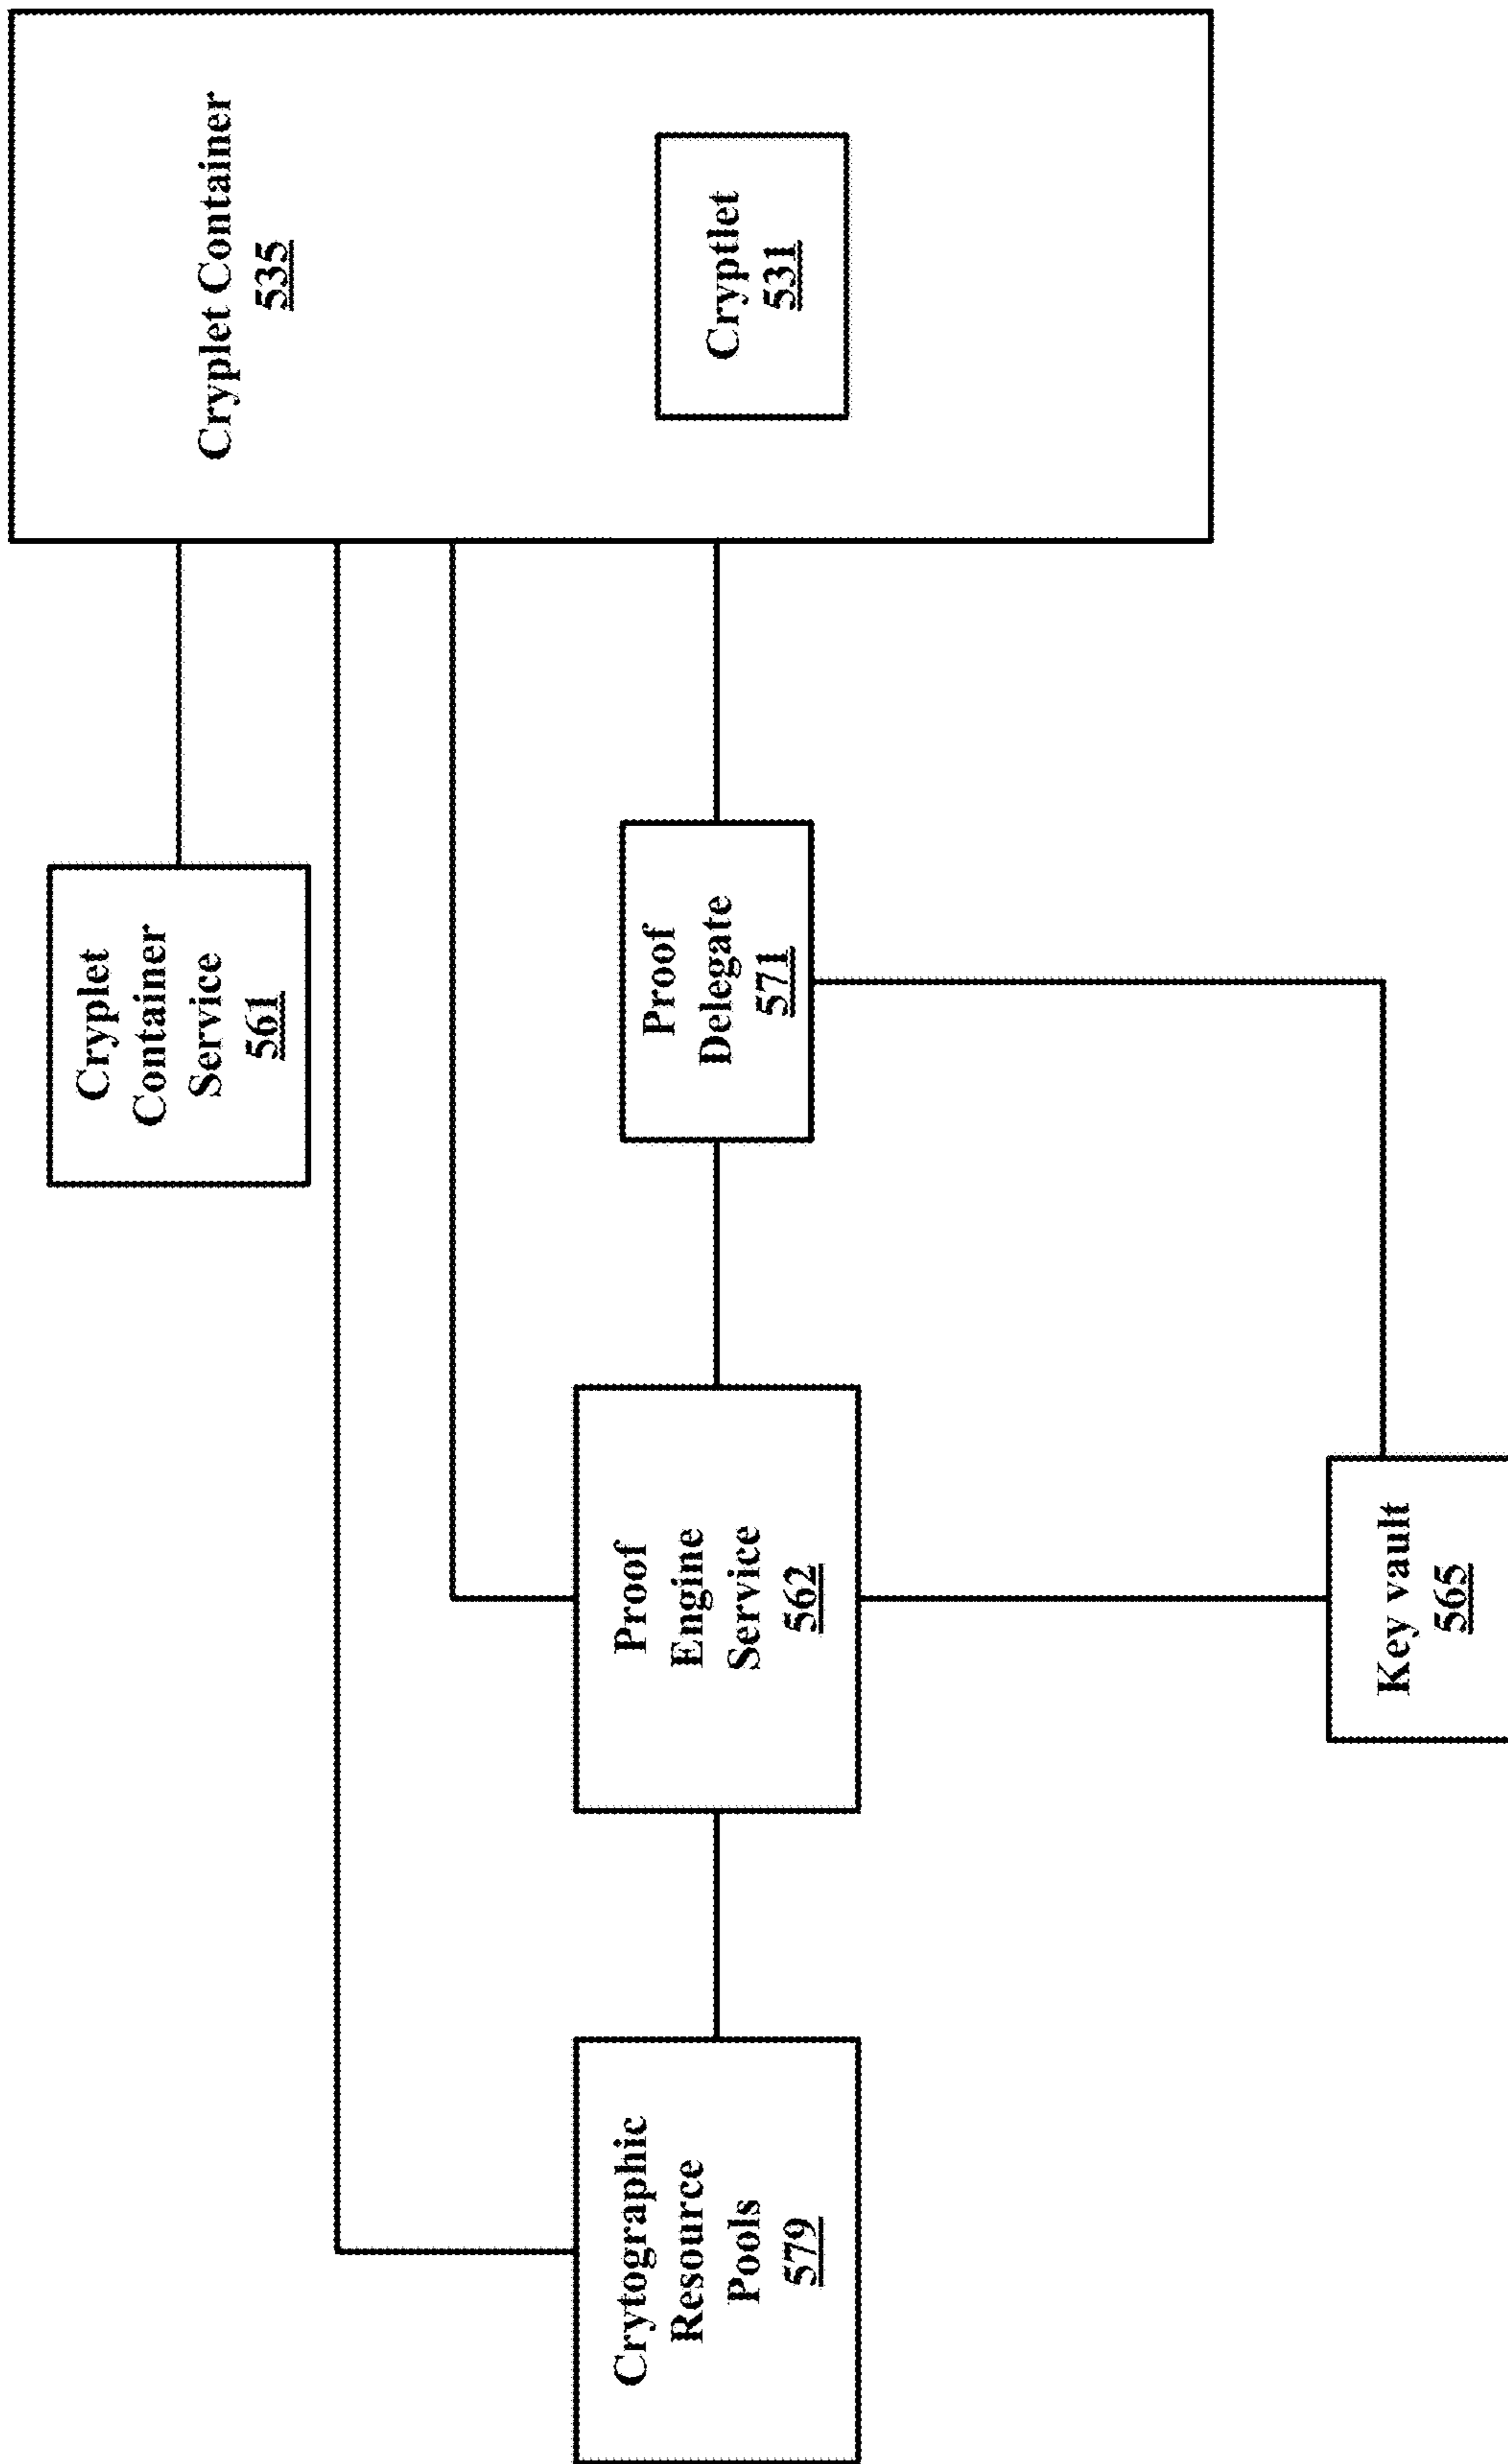 Cryplet Container
535
Cryptlet
531
Cryplet
Container
Service
561
Proof
Delegate
571
Proof
Engine
Service
562
Key vault
565
Crytographic
Resource
Pools
579